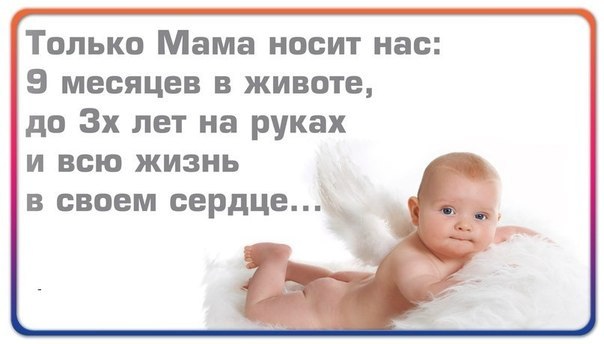 Только Мама носит нас:
9 месяцев в животе,
до 3х лет на руках
и всю жизнь
в своем сердце...
-